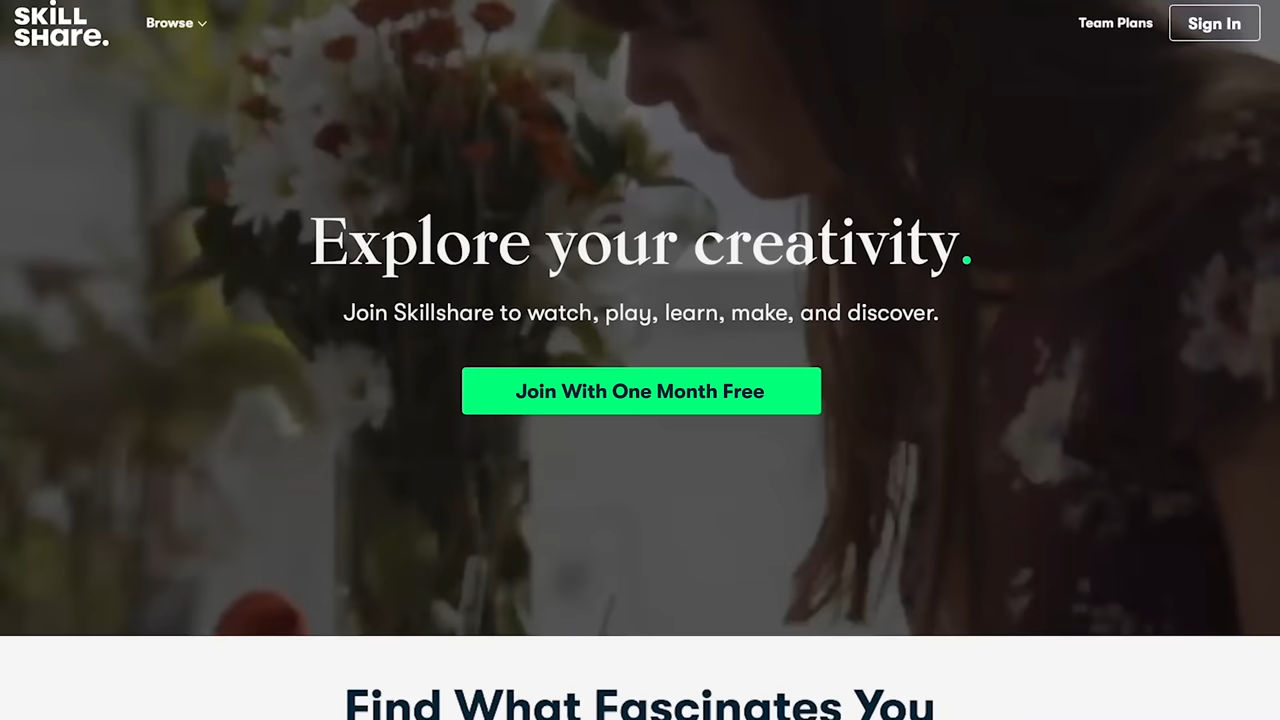 SKiLL
SHare.
Browse
Team Plans
Sign In
Explore your creativity.
Join Skillshare to watch, play, learn, make, and discover.
Join With One Month Free
Find What Fascinates You